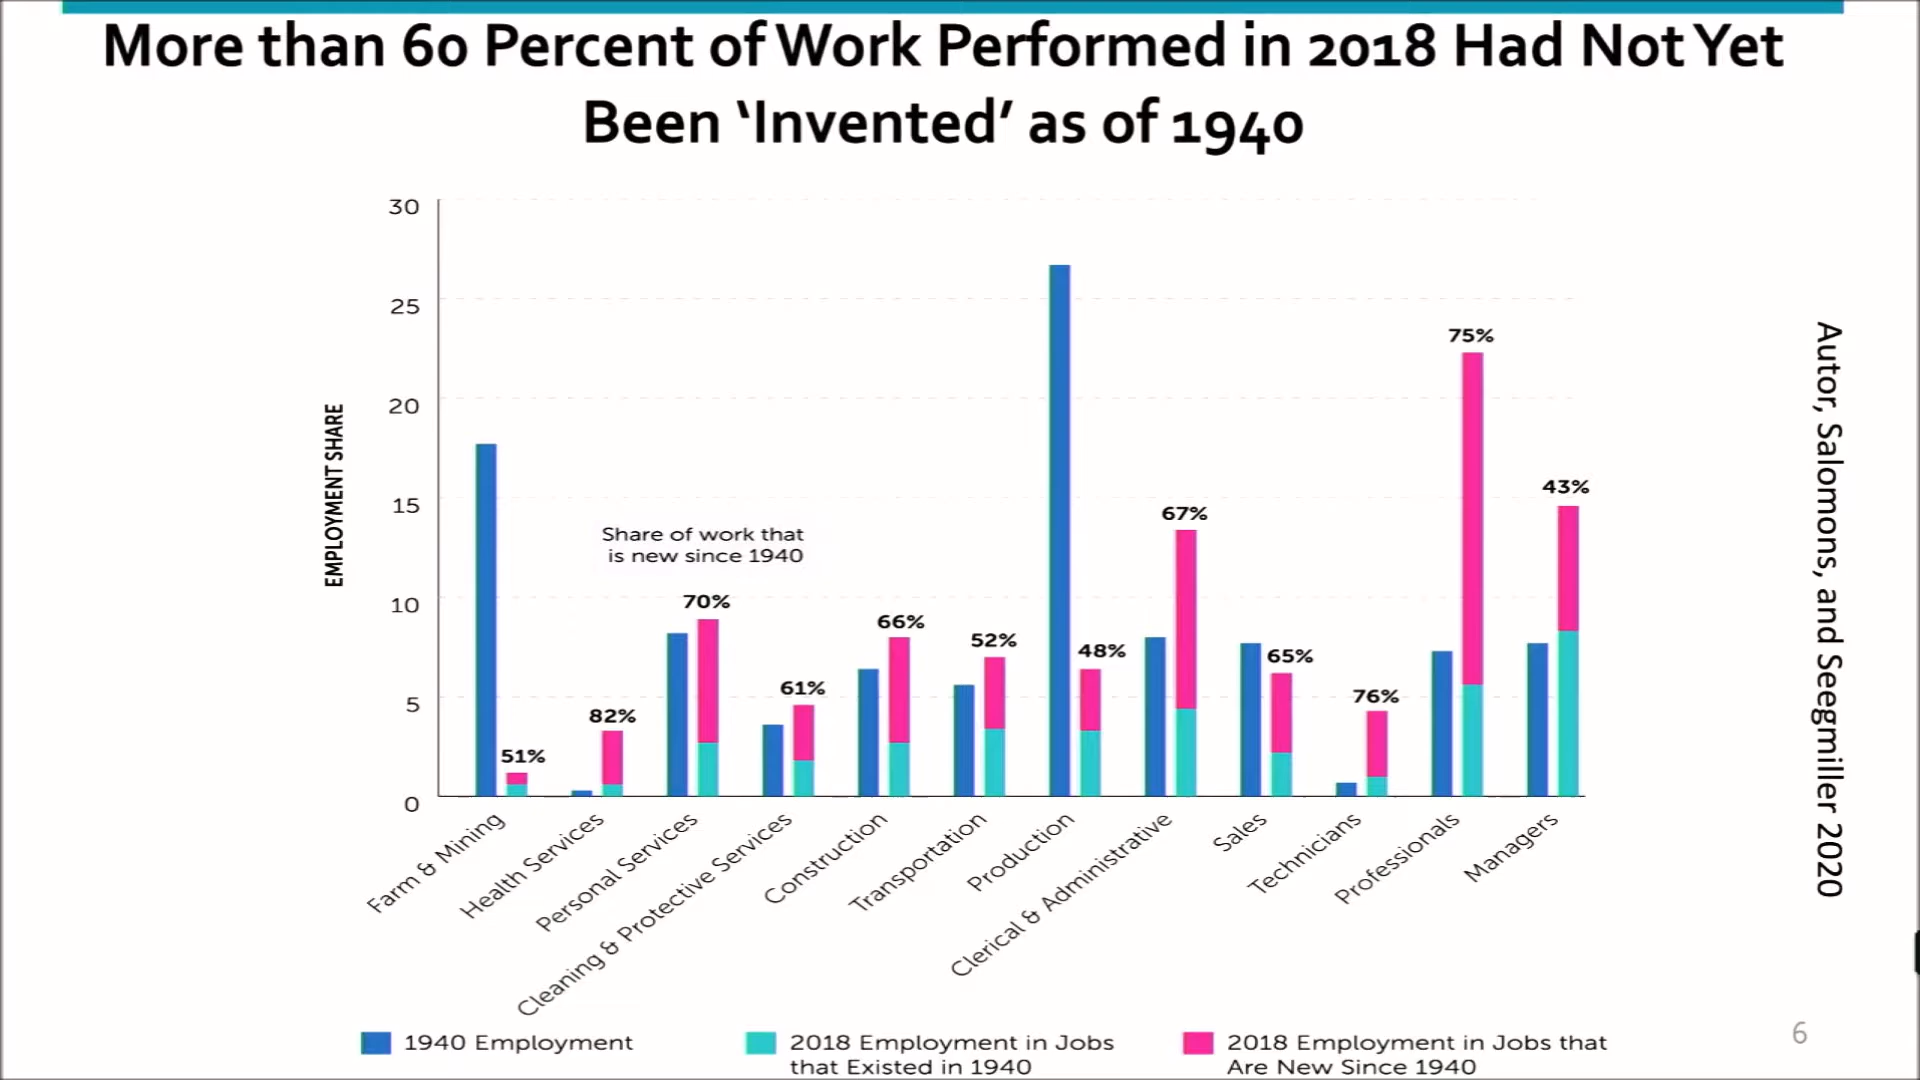 More than 60 Percent of Work Performed in 2018 Had Not Yet
Been ‘Invented’ as of 1940
30
25
20
15
10
5
0
EMPLOYMENT SHARE
Share of work that
is new since 1940
51%
82%
70%
61%
66%
52%
48%
67%
65%
76%
75%
43%
Farm & Mining
Health Services
Personal Services
Cleaning & Protective Services
Construction
Transportation
Production
Clerical & Administrative
Sales
Technicians
Professionals
Managers
1940 Employment
2018 Employment in Jobs
that Existed in 1940
2018 Employment in Jobs that
Are New Since 1940
Autor, Salomons, and Seegmiller 2020
6